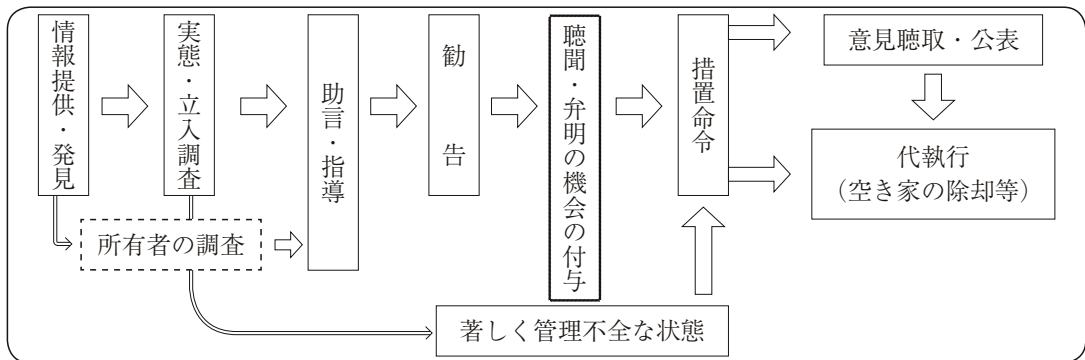 情報提供・発見
実態・立入調査
所有者の調査
助言・指導
勧告
聴聞・弁明の機会の付与
著しく管理不全な状態
措置命令
意見聴取・公表
代執行
（空き家の除却等）